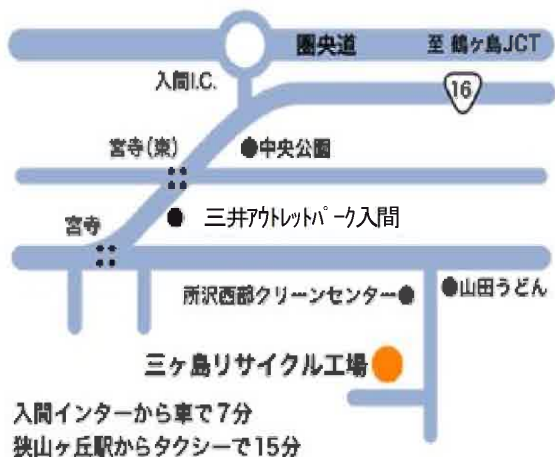 圏央道 至 鶴ヶ島JCT
入間I.C.
16
宮寺(東)
中央公園
三井ｱｳﾄﾚｯﾄﾊﾟｰｸ入間
宮寺
所沢西部クリーンセンター
山田うどん
三ヶ島リサイクル工場
入間インターから車で7分
狭山ヶ丘駅からタクシーで15分